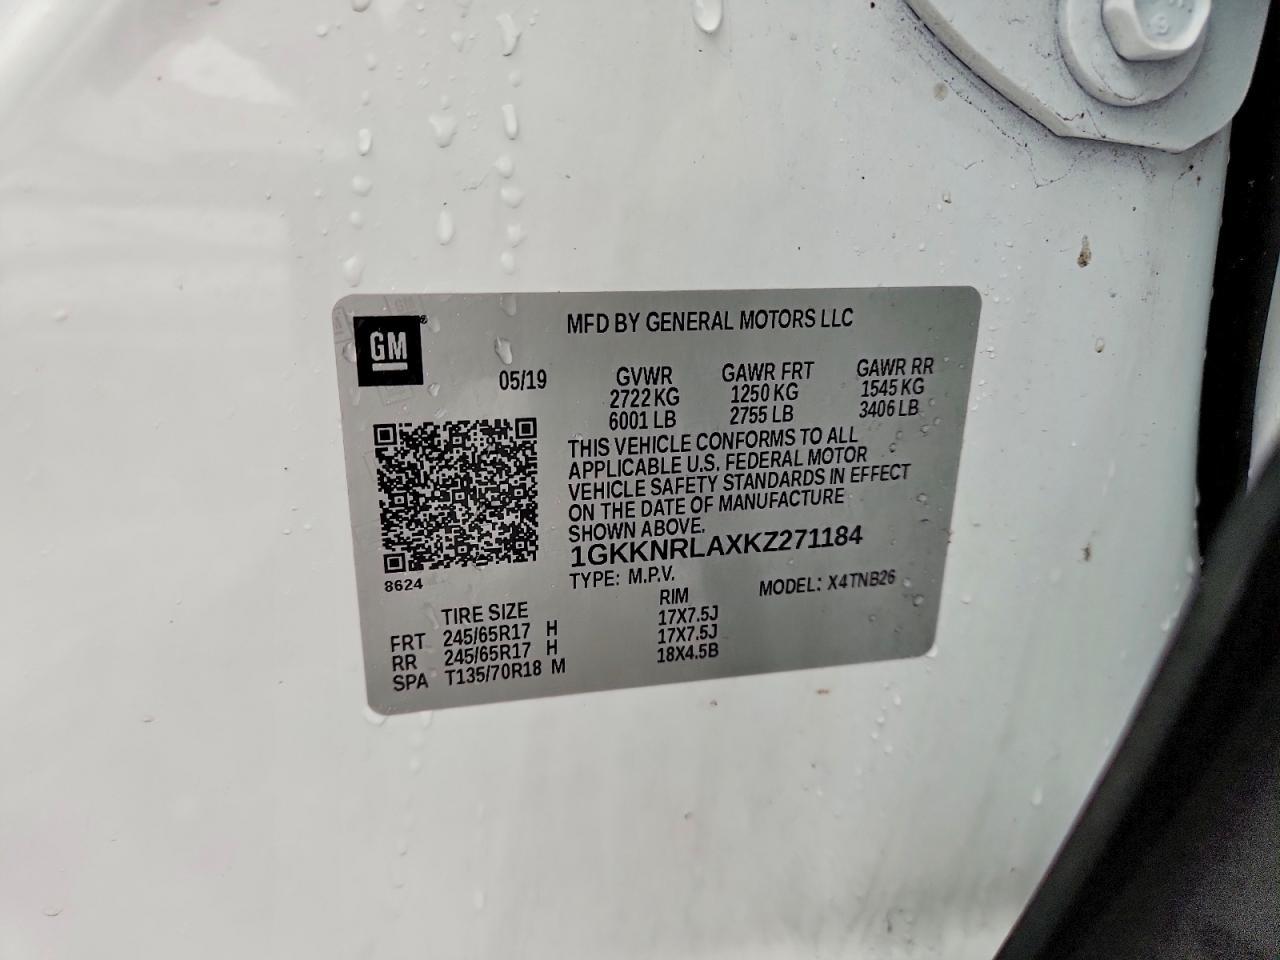 GM®
MFD BY GENERAL MOTORS LLC
05/19
GVWR GAWR FRT GAWR RR
2722 KG 1250 KG 1545 KG
6001 LB 2755 LB 3406 LB
THIS VEHICLE CONFORMS TO ALL
APPLICABLE U.S. FEDERAL MOTOR
VEHICLE SAFETY STANDARDS IN EFFECT
ON THE DATE OF MANUFACTURE
SHOWN ABOVE.
1GKKNRLAXKZ271184
8624
TYPE: M.P.V. MODEL: X4TNB26
TIRE SIZE RIM
FRT 245/65R17 H 17X7.5J
RR 245/65R17 H 17X7.5J
SPA T135/70R18 M 18X4.5B